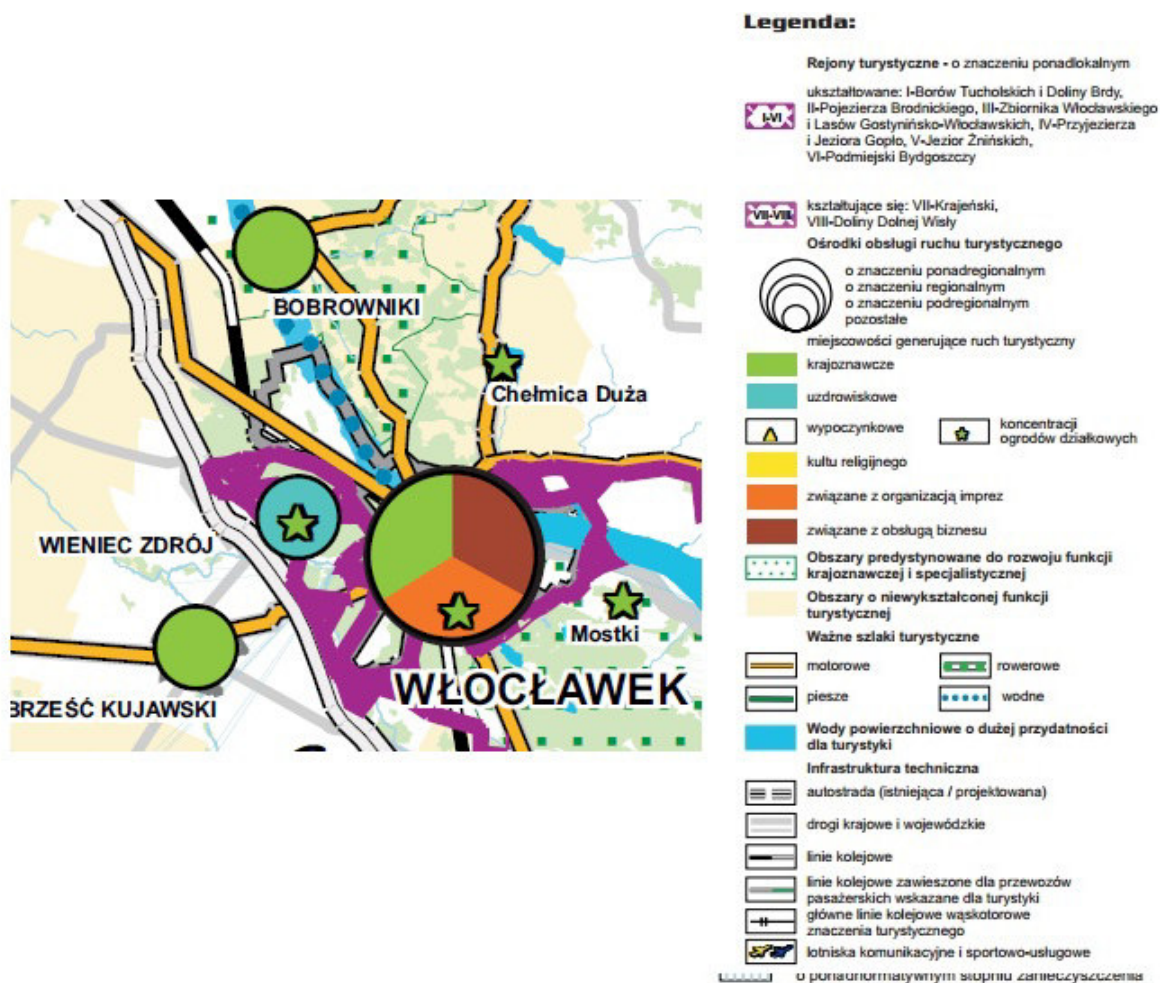 Legenda:
Rejony turystyczne - o znaczeniu ponadlokalnym
I-VI
ukształtowane: I-Borów Tucholskich i Doliny Brdy,
II-Pojezierza Brodnickiego, III-Zbiornika Włocławskiego
i Lasów Gostynińsko-Włocławskich, IV-Przyjezierza
i Jeziora Gopło, V-Jezior Żnińskich,
VI-Podmiejski Bydgoszczy
VII-VIII
kształtujące się: VII-Krajeński,
VIII-Doliny Dolnej Wisły
Ośrodki obsługi ruchu turystycznego
o znaczeniu ponadregionalnym
o znaczeniu regionalnym
o znaczeniu podregionalnym
pozostałe
miejscowości generujące ruch turystyczny
krajoznawcze
uzdrowiskowe
wypoczynkowe
koncentracji
ogrodów działkowych
kultu religijnego
związane z organizacją imprez
związane z obsługą biznesu
Obszary predystynowane do rozwoju funkcji
krajoznawczej i specjalistycznej
Obszary o niewykształconej funkcji
turystycznej
Ważne szlaki turystyczne
motorowe
rowerowe
piesze
wodne
Wody powierzchniowe o dużej przydatności
dla turystyki
Infrastruktura techniczna
autostrada (istniejąca / projektowana)
drogi krajowe i wojewódzkie
linie kolejowe
linie kolejowe zawieszone dla przewozów
pasażerskich wskazane dla turystyki
główne linie kolejowe wąskotorowe
znaczenia turystycznego
lotniska komunikacyjne i sportowo-usługowe
o ponadnormatywnym stopniu zanieczyszczenia
BOBROWNIKI
Chełmica Duża
WIENIEC ZDRÓJ
Mostki
WŁOCŁAWEK
BRZEŚĆ KUJAWSKI